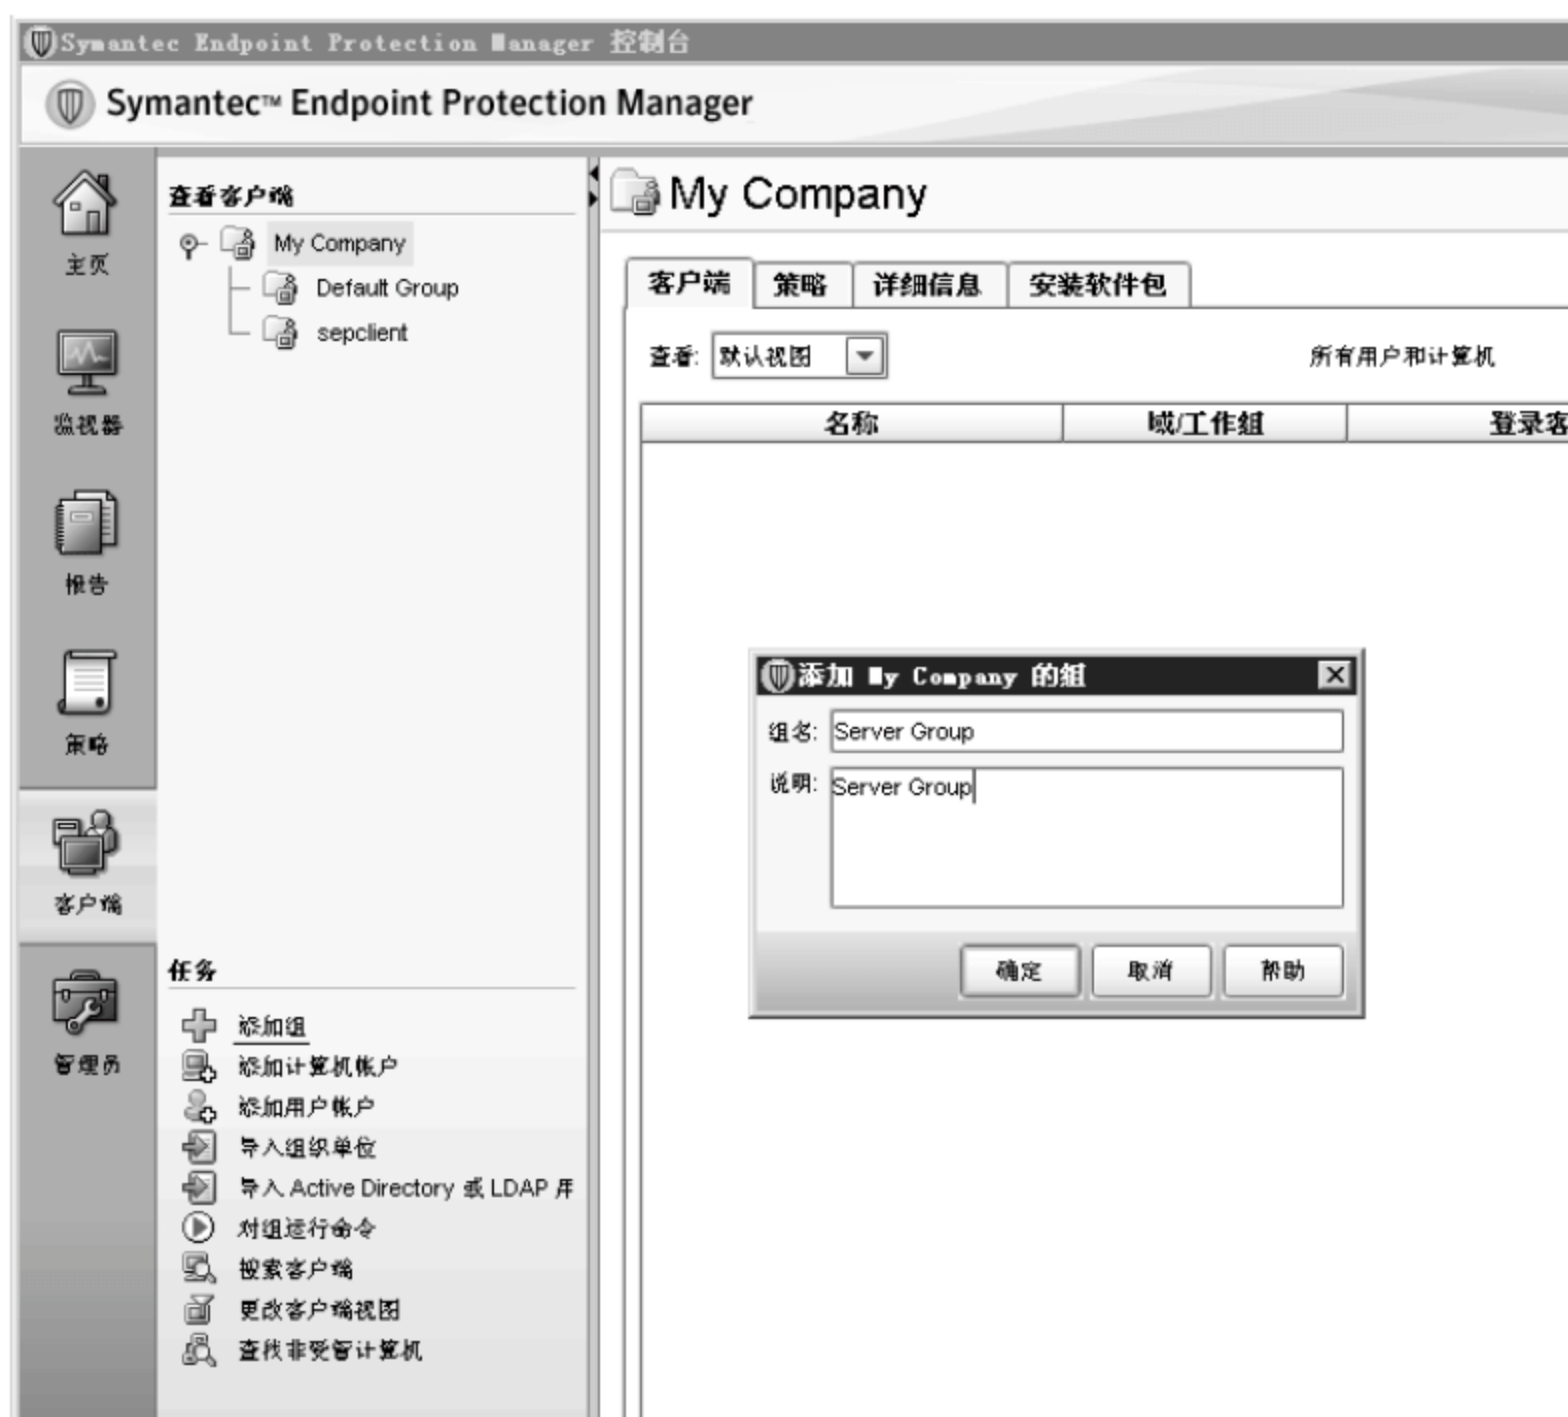 Symantec Endpoint Protection Manager 控制台
Symantec™ Endpoint Protection Manager
主页
监视器
报告
策略
客户端
管理员
查看客户端
My Company
Default Group
sepclient
任务
添加组
添加计算机帐户
添加用户帐户
导入组织单位
导入 Active Directory 或 LDAP 库
对组运行命令
搜索客户端
更改客户端视图
查找非受管计算机
My Company
客户端 策略 详细信息 安装软件包
查看: 默认视图 所有用户和计算机
名称 域/工作组 登录客
添加 My Company 的组
组名: Server Group
说明: Server Group
确定 取消 帮助